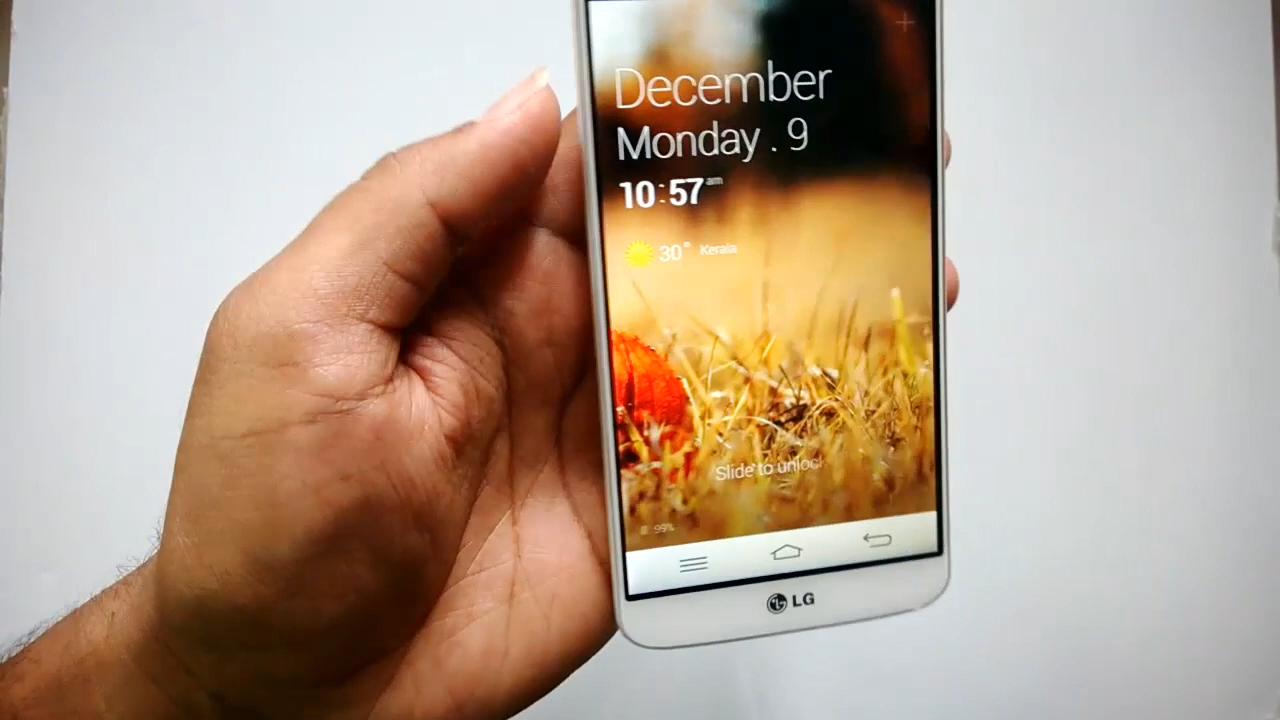 December
Monday . 9
10:57 am
30° Kerala
Slide to unlock
99%
LG